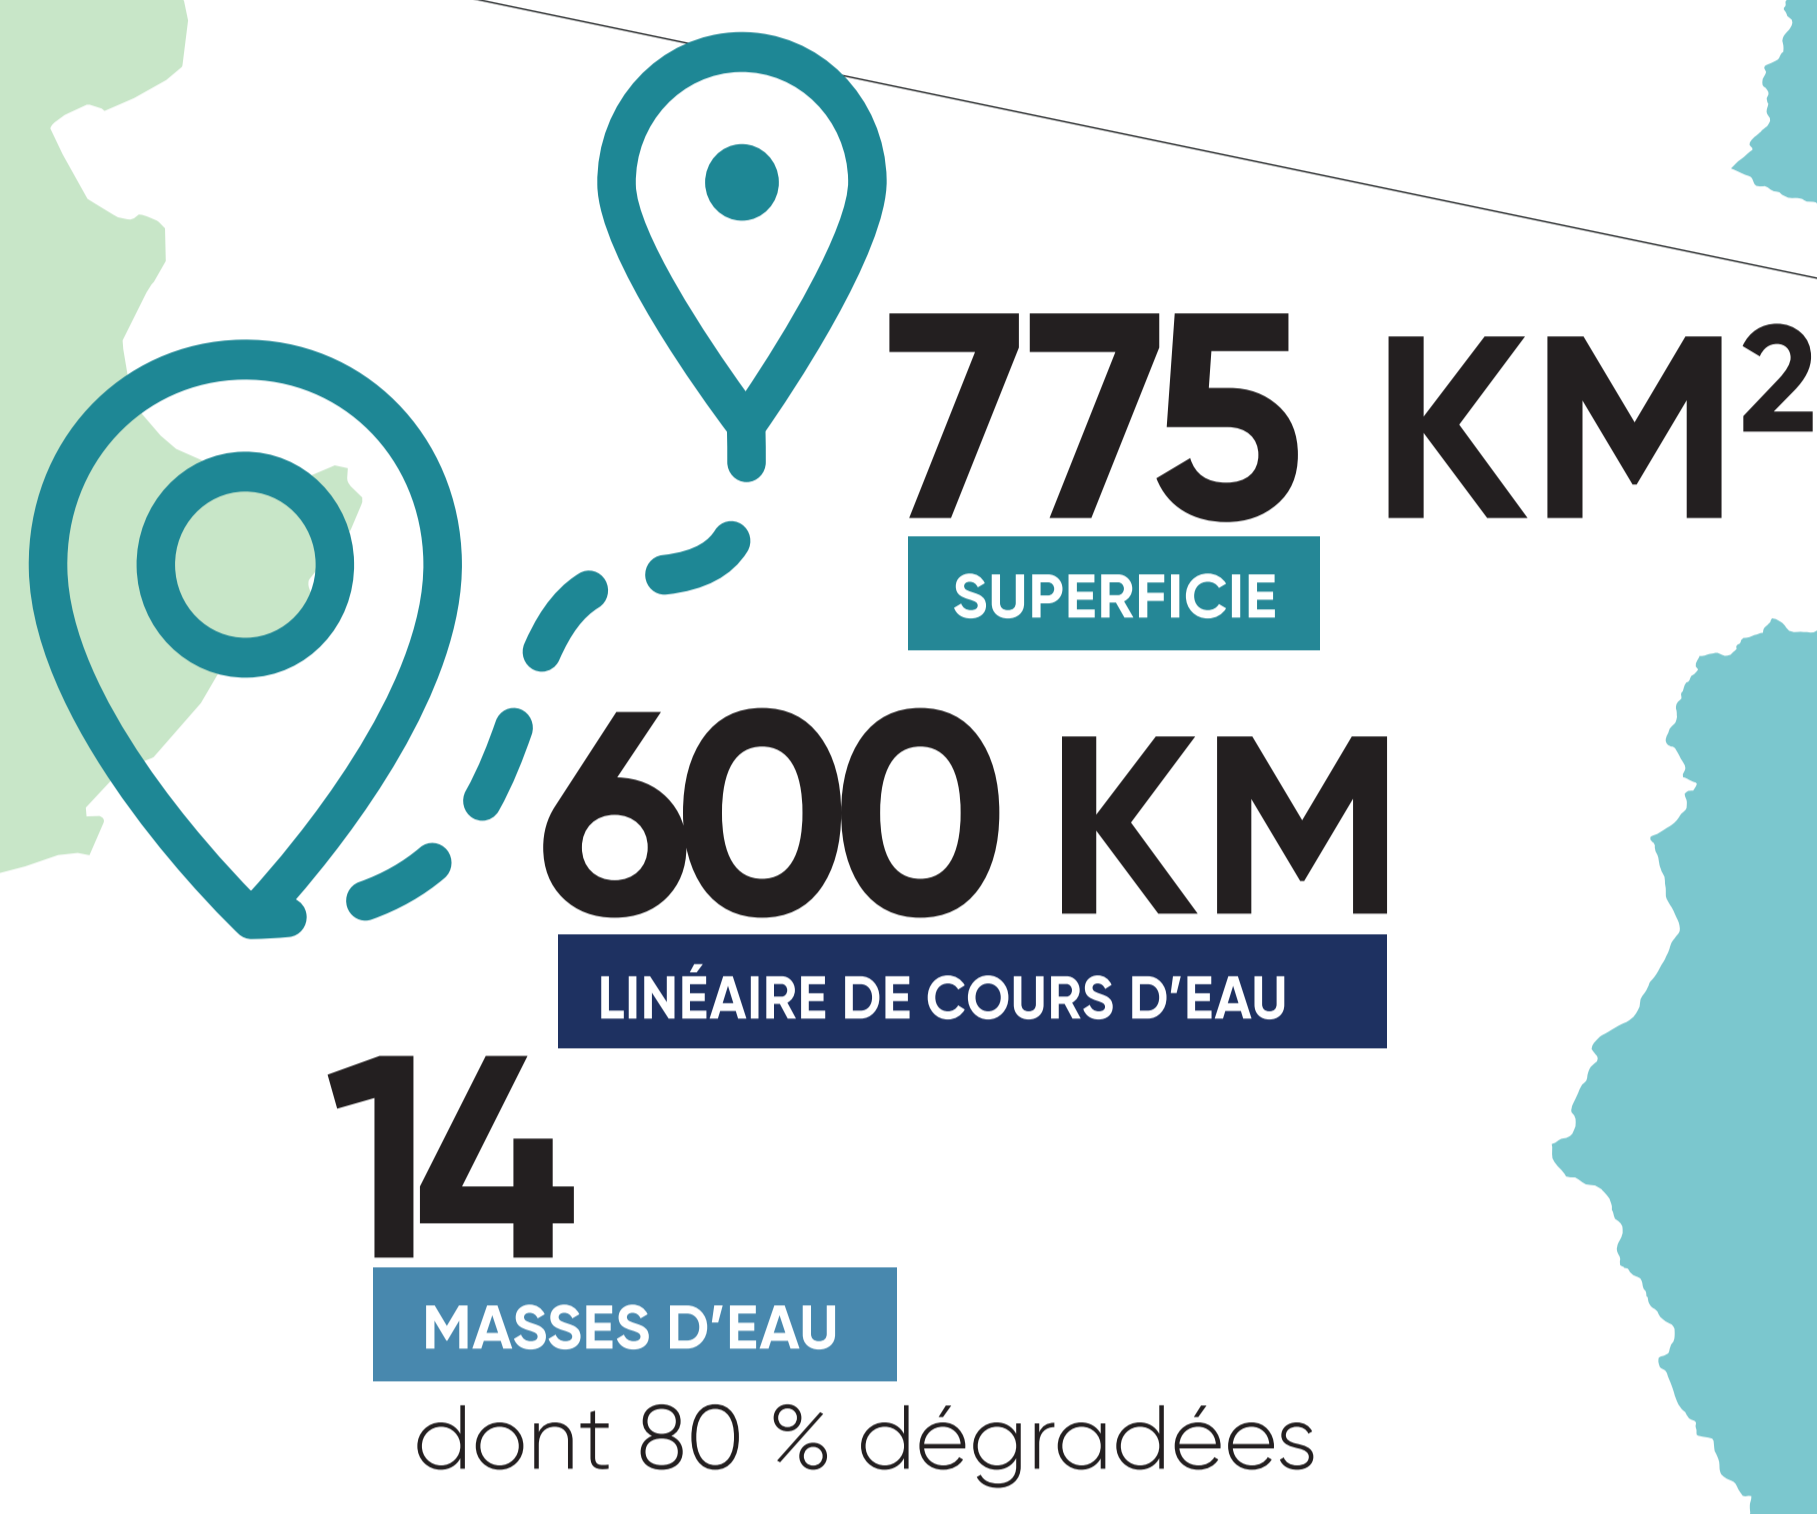 775 KM²
SUPERFICIE
600 KM
LINÉAIRE DE COURS D'EAU
14
MASSES D'EAU
dont 80 % dégradées